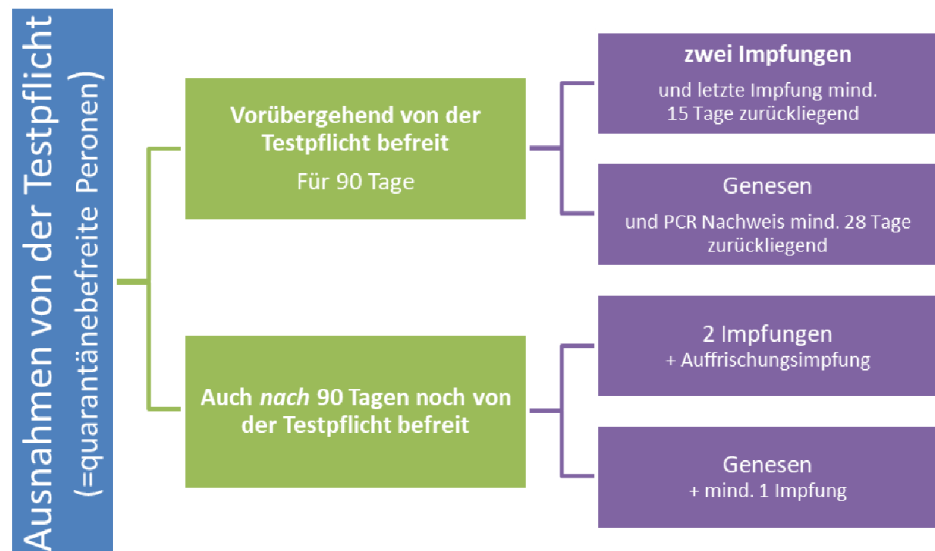 Ausnahmen von der Testpflicht
(=quarantänebefreite Peronen)
Vorübergehend von der
Testpflicht befreit
Für 90 Tage
zwei Impfungen
und letzte Impfung mind.
15 Tage zurückliegend
Genesen
und PCR Nachweis mind. 28 Tage
zurückliegend
Auch nach 90 Tagen noch von
der Testpflicht befreit
2 Impfungen
+ Auffrischungsimpfung
Genesen
+ mind. 1 Impfung